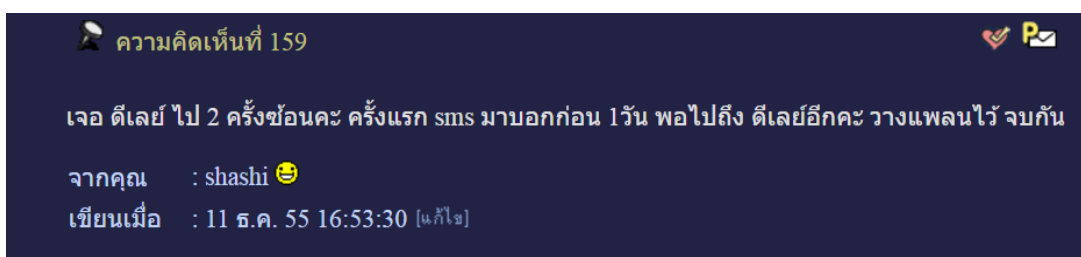 ความคิดเห็นที่ 159
เจอ ดีเลย์ ไป 2 ครั้งซ้อนคะ ครั้งแรก sms มาบอกก่อน 1วัน พอไปถึง ดีเลย์อีกคะ วางแพลนไว้ จบกัน
จากคุณ : shashi
เขียนเมื่อ : 11 ธ.ค. 55 16:53:30 [แก้ไข]